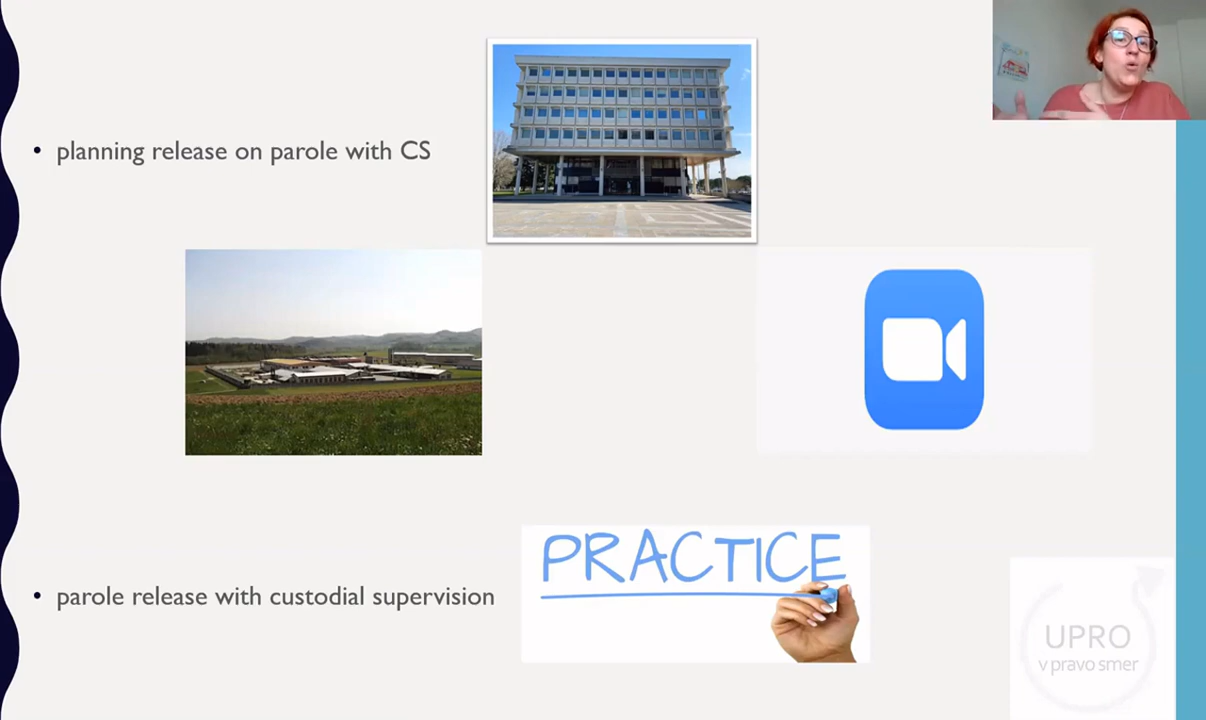 planning release on parole with CS
PRACTICE
parole release with custodial supervision
UPRO
v pravo smer